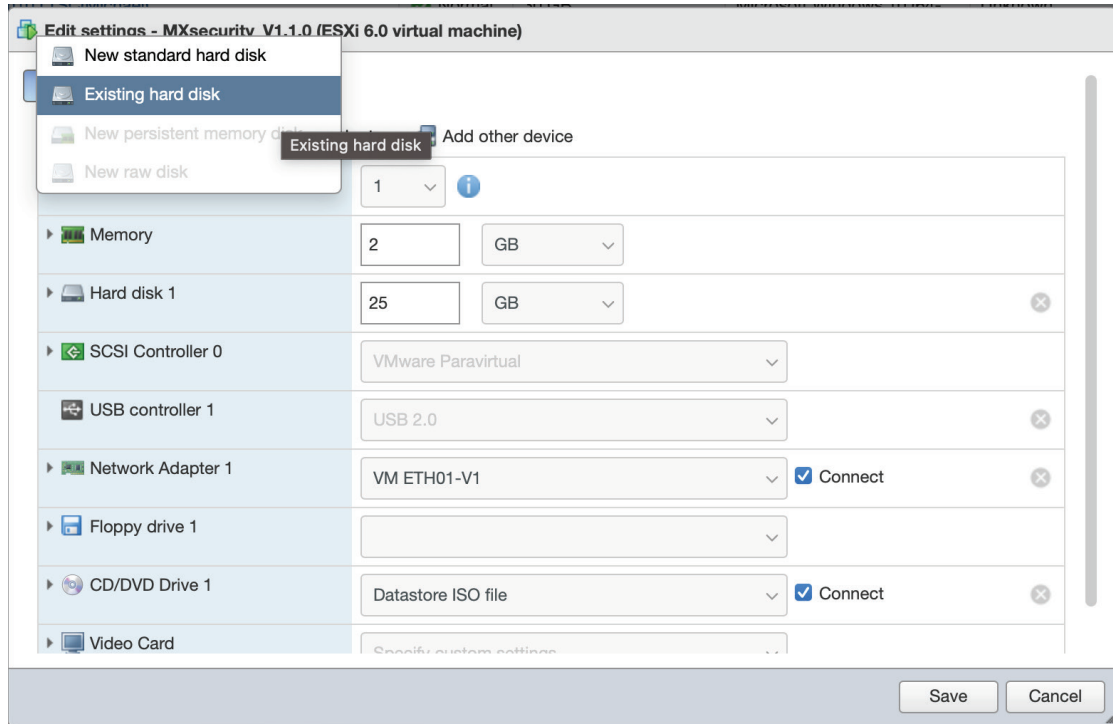 Edit settings - MXsecurity_V1.1.0 (ESXi 6.0 virtual machine)
New standard hard disk
Existing hard disk
New persistent memory disk
Existing hard disk
Add other device
New raw disk
1
Memory
2
GB
Hard disk 1
25
GB
SCSI Controller 0
VMware Paravirtual
USB controller 1
USB 2.0
Network Adapter 1
VM ETH01-V1
Connect
Floppy drive 1
CD/DVD Drive 1
Datastore ISO file
Connect
Video Card
Specify custom settings
Save
Cancel